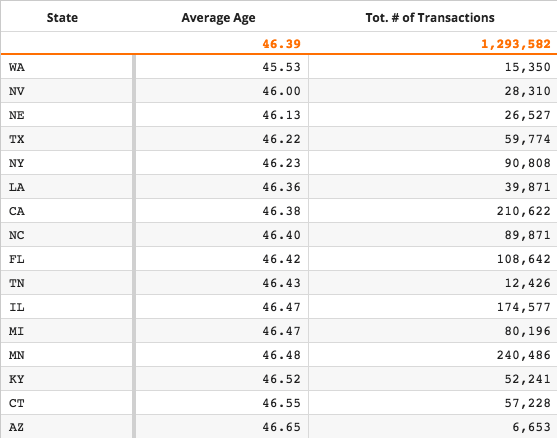 State Average Age Tot. # of Transactions
46.39 1,293,582
WA 45.53 15,350
NV 46.00 28,310
NE 46.13 26,527
TX 46.22 59,774
NY 46.23 90,808
LA 46.36 39,871
CA 46.38 210,622
NC 46.40 89,871
FL 46.42 108,642
TN 46.43 12,426
IL 46.47 174,577
MI 46.47 80,196
MN 46.48 240,486
KY 46.52 52,241
CT 46.55 57,228
AZ 46.65 6,653